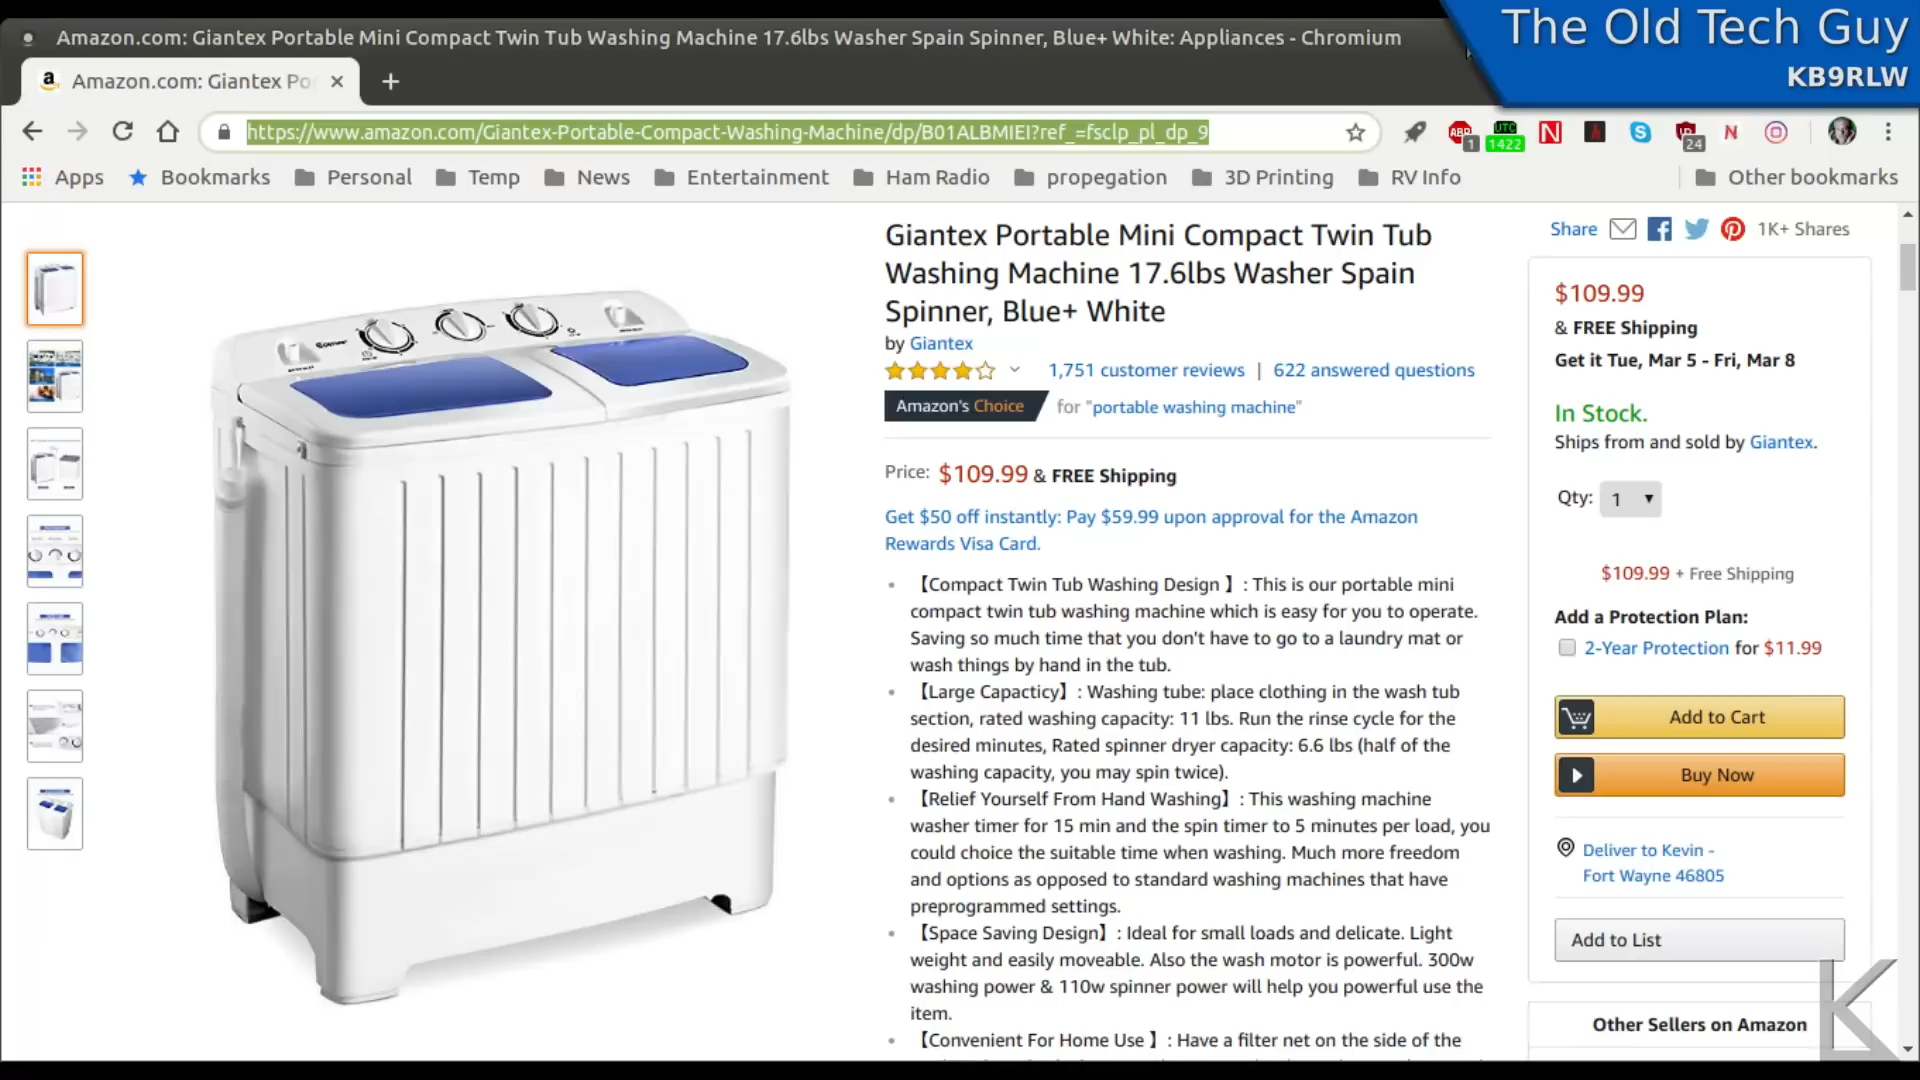 The Old Tech Guy
KB9RLW
Amazon.com: Giantex Portable Mini Compact Twin Tub Washing Machine 17.6lbs Washer Spain Spinner, Blue+ White: Appliances - Chromium
Amazon.com: Giantex Po
https://www.amazon.com/Giantex-Portable-Compact-Washing-Machine/dp/B01ALBMIEI?ref_=fsclp_pl_dp_9
ABP 1
UTC
1422
24
Apps Bookmarks Personal Temp News Entertainment Ham Radio propegation 3D Printing RV Info Other bookmarks
Giantex Portable Mini Compact Twin Tub
Washing Machine 17.6lbs Washer Spain
Spinner, Blue+ White
by Giantex
1,751 customer reviews | 622 answered questions
Amazon's Choice for "portable washing machine"
Price: $109.99 & FREE Shipping
Get $50 off instantly: Pay $59.99 upon approval for the Amazon
Rewards Visa Card.
【Compact Twin Tub Washing Design 】: This is our portable mini
compact twin tub washing machine which is easy for you to operate.
Saving so much time that you don't have to go to a laundry mat or
wash things by hand in the tub.
【Large Capacticy】: Washing tube: place clothing in the wash tub
section, rated washing capacity: 11 lbs. Run the rinse cycle for the
desired minutes, Rated spinner dryer capacity: 6.6 lbs (half of the
washing capacity, you may spin twice).
【Relief Yourself From Hand Washing】: This washing machine
washer timer for 15 min and the spin timer to 5 minutes per load, you
could choice the suitable time when washing. Much more freedom
and options as opposed to standard washing machines that have
preprogrammed settings.
【Space Saving Design】: Ideal for small loads and delicate. Light
weight and easily moveable. Also the wash motor is powerful. 300w
washing power & 110w spinner power will help you powerful use the
item.
【Convenient For Home Use 】: Have a filter net on the side of the
Share 1K+ Shares
$109.99
& FREE Shipping
Get it Tue, Mar 5 - Fri, Mar 8
In Stock.
Ships from and sold by Giantex.
Qty: 1
$109.99 + Free Shipping
Add a Protection Plan:
2-Year Protection for $11.99
Add to Cart
Buy Now
Deliver to Kevin -
Fort Wayne 46805
Add to List
Other Sellers on Amazon
K